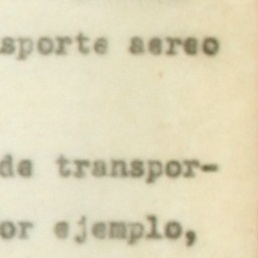 sporte aereo
de transpor-
or ejemplo,